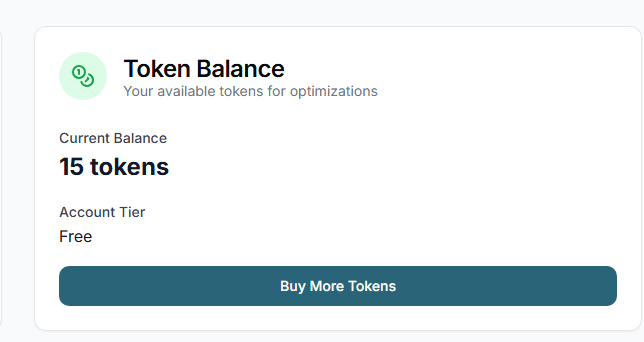 Token Balance
Your available tokens for optimizations
Current Balance
15 tokens
Account Tier
Free
Buy More Tokens